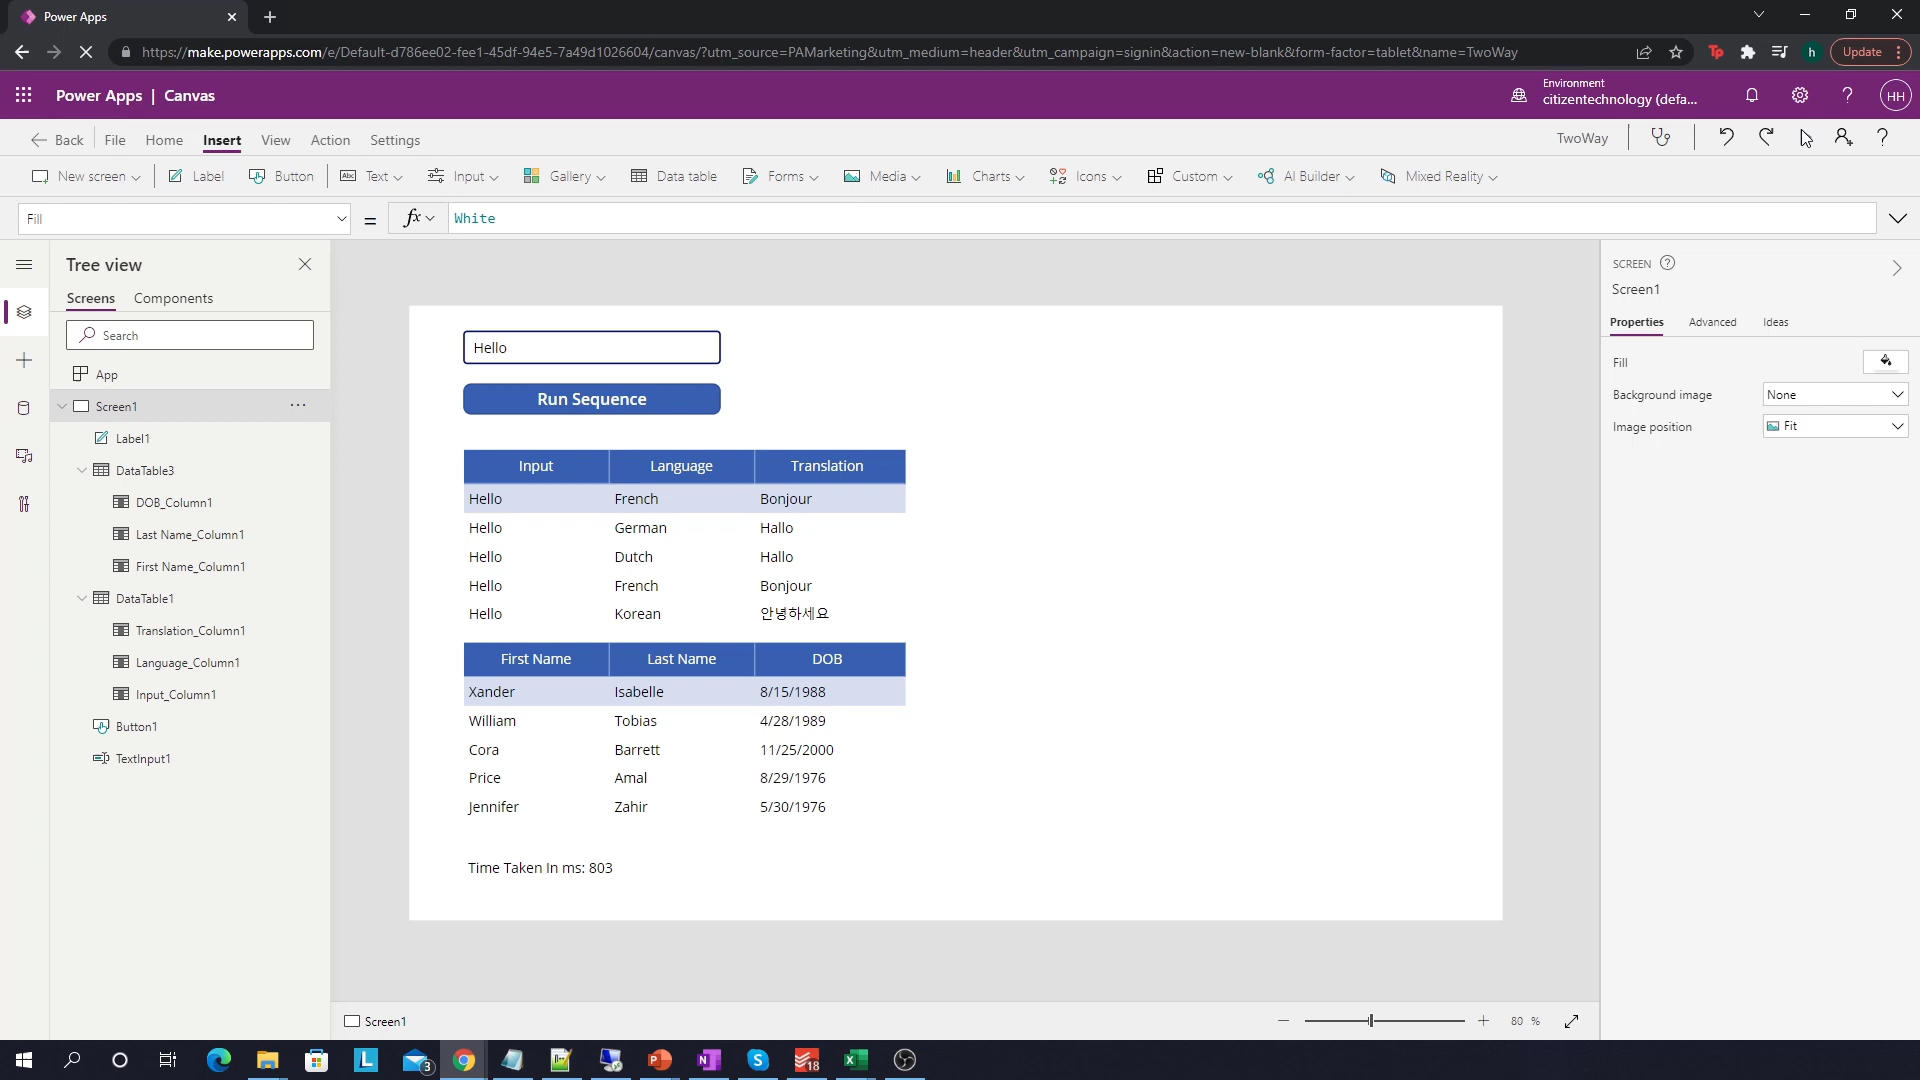 Power Apps
https://make.powerapps.com/e/Default-d786ee02-fee1-45df-94e5-7a49d1026604/canvas/?utm_source=PAMarketing&utm_medium=header&utm_campaign=signin&action=new-blank&form-factor=tablet&name=TwoWay
Tp
h
Update
Power Apps | Canvas
Environment
citizentechnology (defa...
HH
Back File Home Insert View Action Settings
TwoWay
New screen Label Button Text Input Gallery Data table Forms Media Charts Icons Custom AI Builder Mixed Reality
Fill = fx White
Tree view
Screens Components
Search
App
Screen1
Label1
DataTable3
DOB_Column1
Last Name_Column1
First Name_Column1
DataTable1
Translation_Column1
Language_Column1
Input_Column1
Button1
TextInput1
Hello
Run Sequence
Input Language Translation
Hello French Bonjour
Hello German Hallo
Hello Dutch Hallo
Hello French Bonjour
Hello Korean 안녕하세요
First Name Last Name DOB
Xander Isabelle 8/15/1988
William Tobias 4/28/1989
Cora Barrett 11/25/2000
Price Amal 8/29/1976
Jennifer Zahir 5/30/1976
Time Taken In ms: 803
SCREEN
Screen1
Properties Advanced Ideas
Fill
Background image None
Image position Fit
Screen1
80 %
L
3
P
N
S
18
X